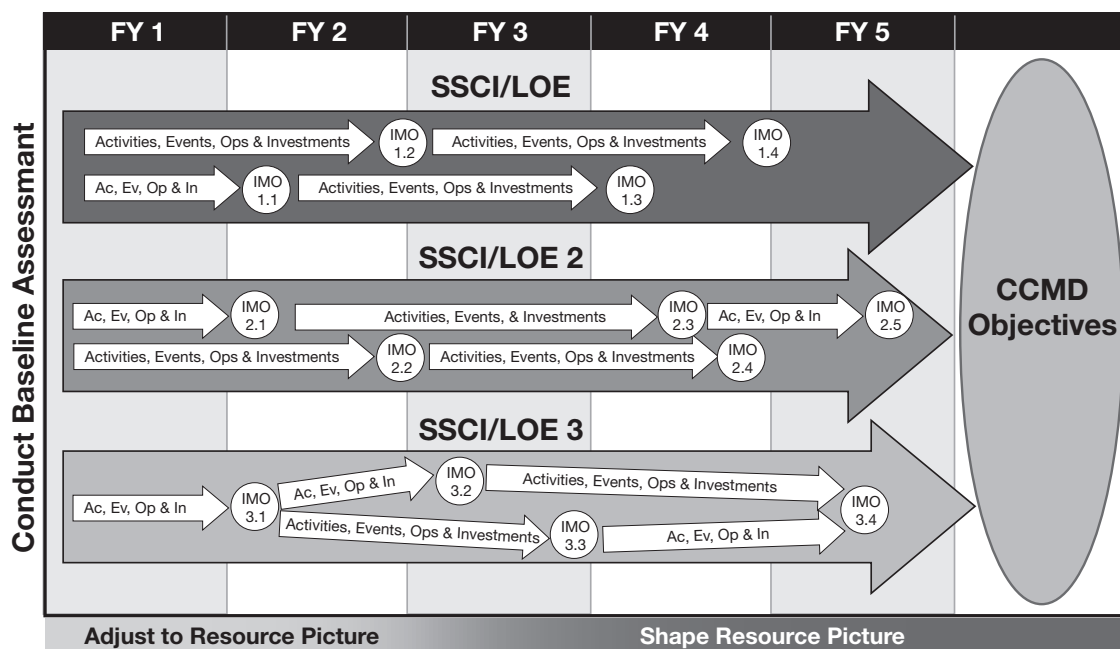 FY 1
FY 2
FY 3
FY 4
FY 5
Conduct Baseline Assessmant
SSCI/LOE
Activities, Events, Ops & Investments
IMO
1.2
Activities, Events, Ops & Investments
IMO
1.4
Ac, Ev, Op & In
IMO
1.1
Activities, Events, Ops & Investments
IMO
1.3
SSCI/LOE 2
Ac, Ev, Op & In
IMO
2.1
Activities, Events, & Investments
IMO
2.3
Ac, Ev, Op & In
IMO
2.5
Activities, Events, Ops & Investments
IMO
2.2
Activities, Events, Ops & Investments
IMO
2.4
SSCI/LOE 3
Ac, Ev, Op & In
IMO
3.1
Ac, Ev, Op & In
IMO
3.2
Activities, Events, Ops & Investments
Activities, Events, Ops & Investments
IMO
3.3
Ac, Ev, Op & In
IMO
3.4
CCMD
Objectives
Adjust to Resource Picture
Shape Resource Picture